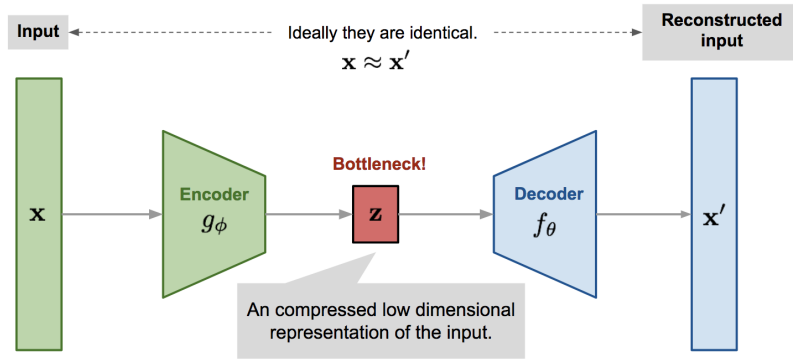 Input
Ideally they are identical.
Reconstructed
input
x ≈ x′
Bottleneck!
x
Encoder
gϕ
z
Decoder
fθ
x′
An compressed low dimensional
representation of the input.